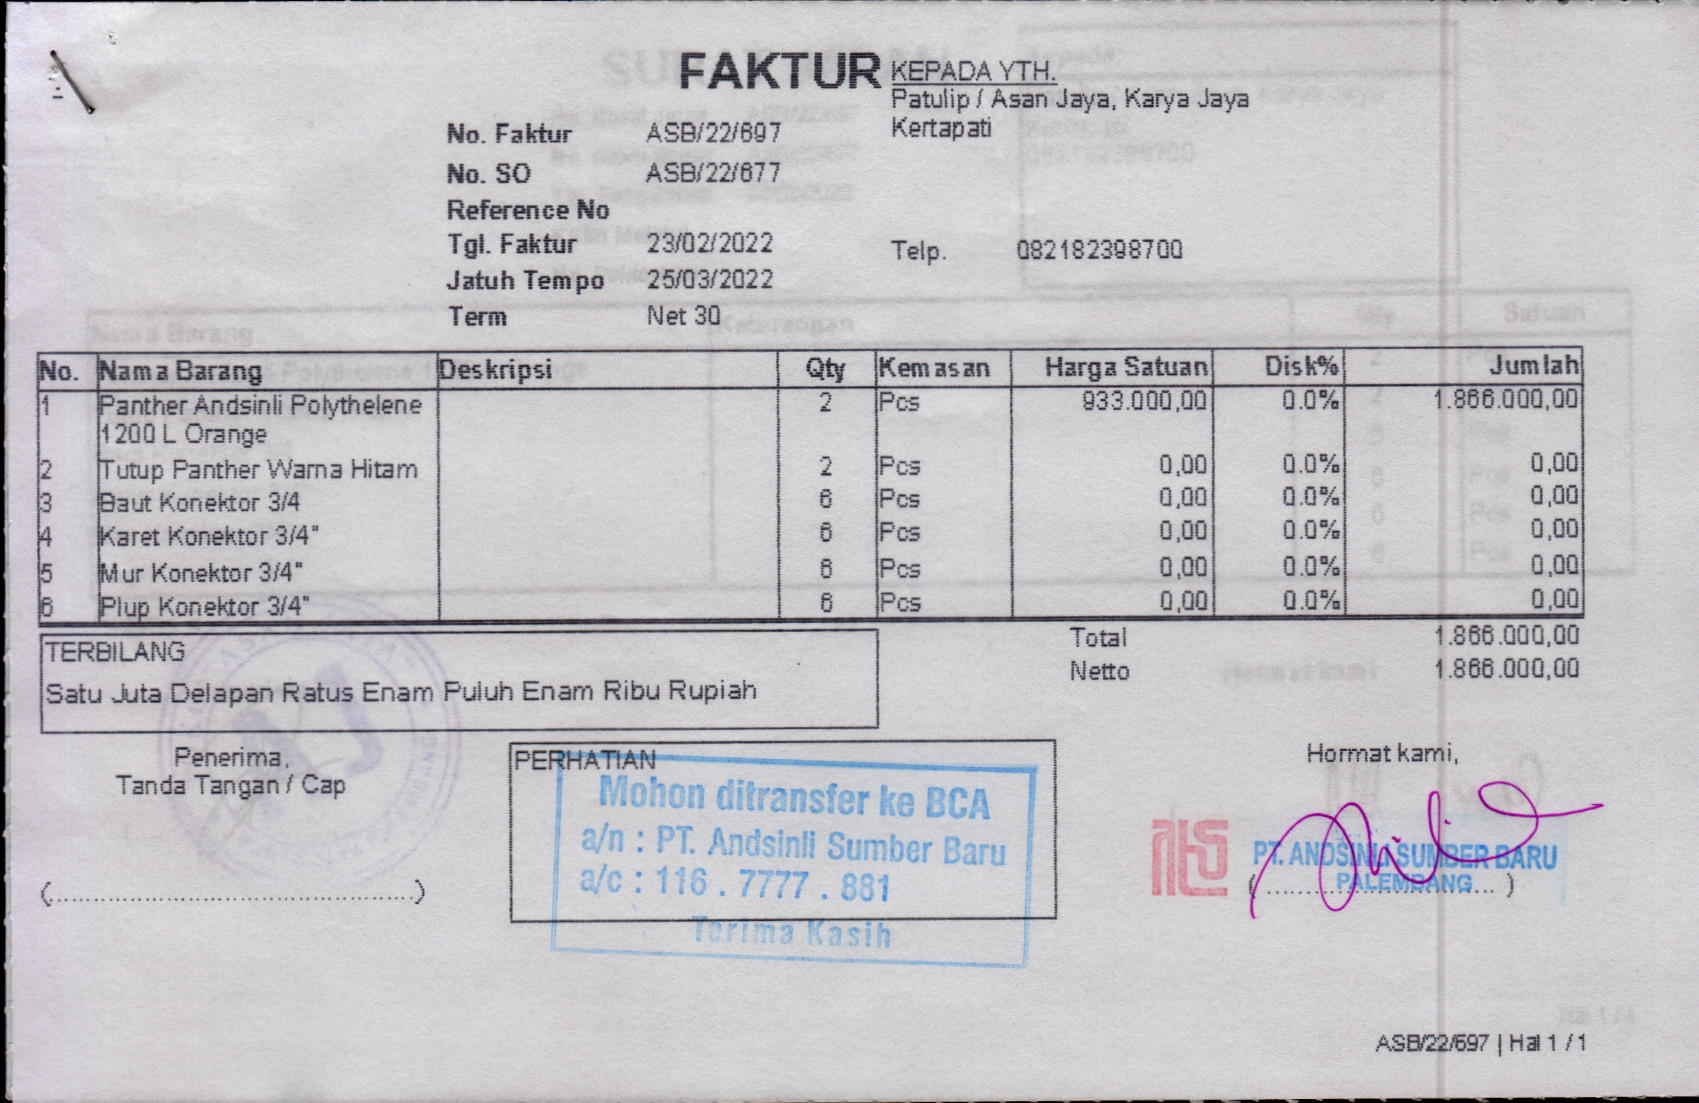 FAKTUR
KEPADA YTH.
Patulip / Asan Jaya, Karya Jaya
Kertapati
No. Faktur ASB/22/697
No. SO ASB/22/677
Reference No
Tgl. Faktur 23/02/2022
Telp. 082182398700
Jatuh Tempo 25/03/2022
Term Net 30
No. Nama Barang Deskripsi Qty Kemasan Harga Satuan Disk% Jumlah
1 Panther Andsinli Polythelene 2 Pcs 933.000,00 0.0% 1.866.000,00
1200 L Orange
2 Tutup Panther Warna Hitam 2 Pcs 0,00 0.0% 0,00
3 Baut Konektor 3/4 6 Pcs 0,00 0.0% 0,00
4 Karet Konektor 3/4" 6 Pcs 0,00 0.0% 0,00
5 Mur Konektor 3/4" 6 Pcs 0,00 0.0% 0,00
6 Plup Konektor 3/4" 6 Pcs 0,00 0.0% 0,00
Total 1.866.000,00
Netto 1.866.000,00
TERBILANG
Satu Juta Delapan Ratus Enam Puluh Enam Ribu Rupiah
Penerima,
Tanda Tangan / Cap
(................................................)
PERHATIAN
Mohon ditransfer ke BCA
a/n : PT. Andsinli Sumber Baru
a/c : 116 . 7777 . 881
Terima Kasih
Hormat kami,
PT. ANDSINLI SUMBER BARU
PALEMBANG
ASB/22/697 | Hal 1 / 1